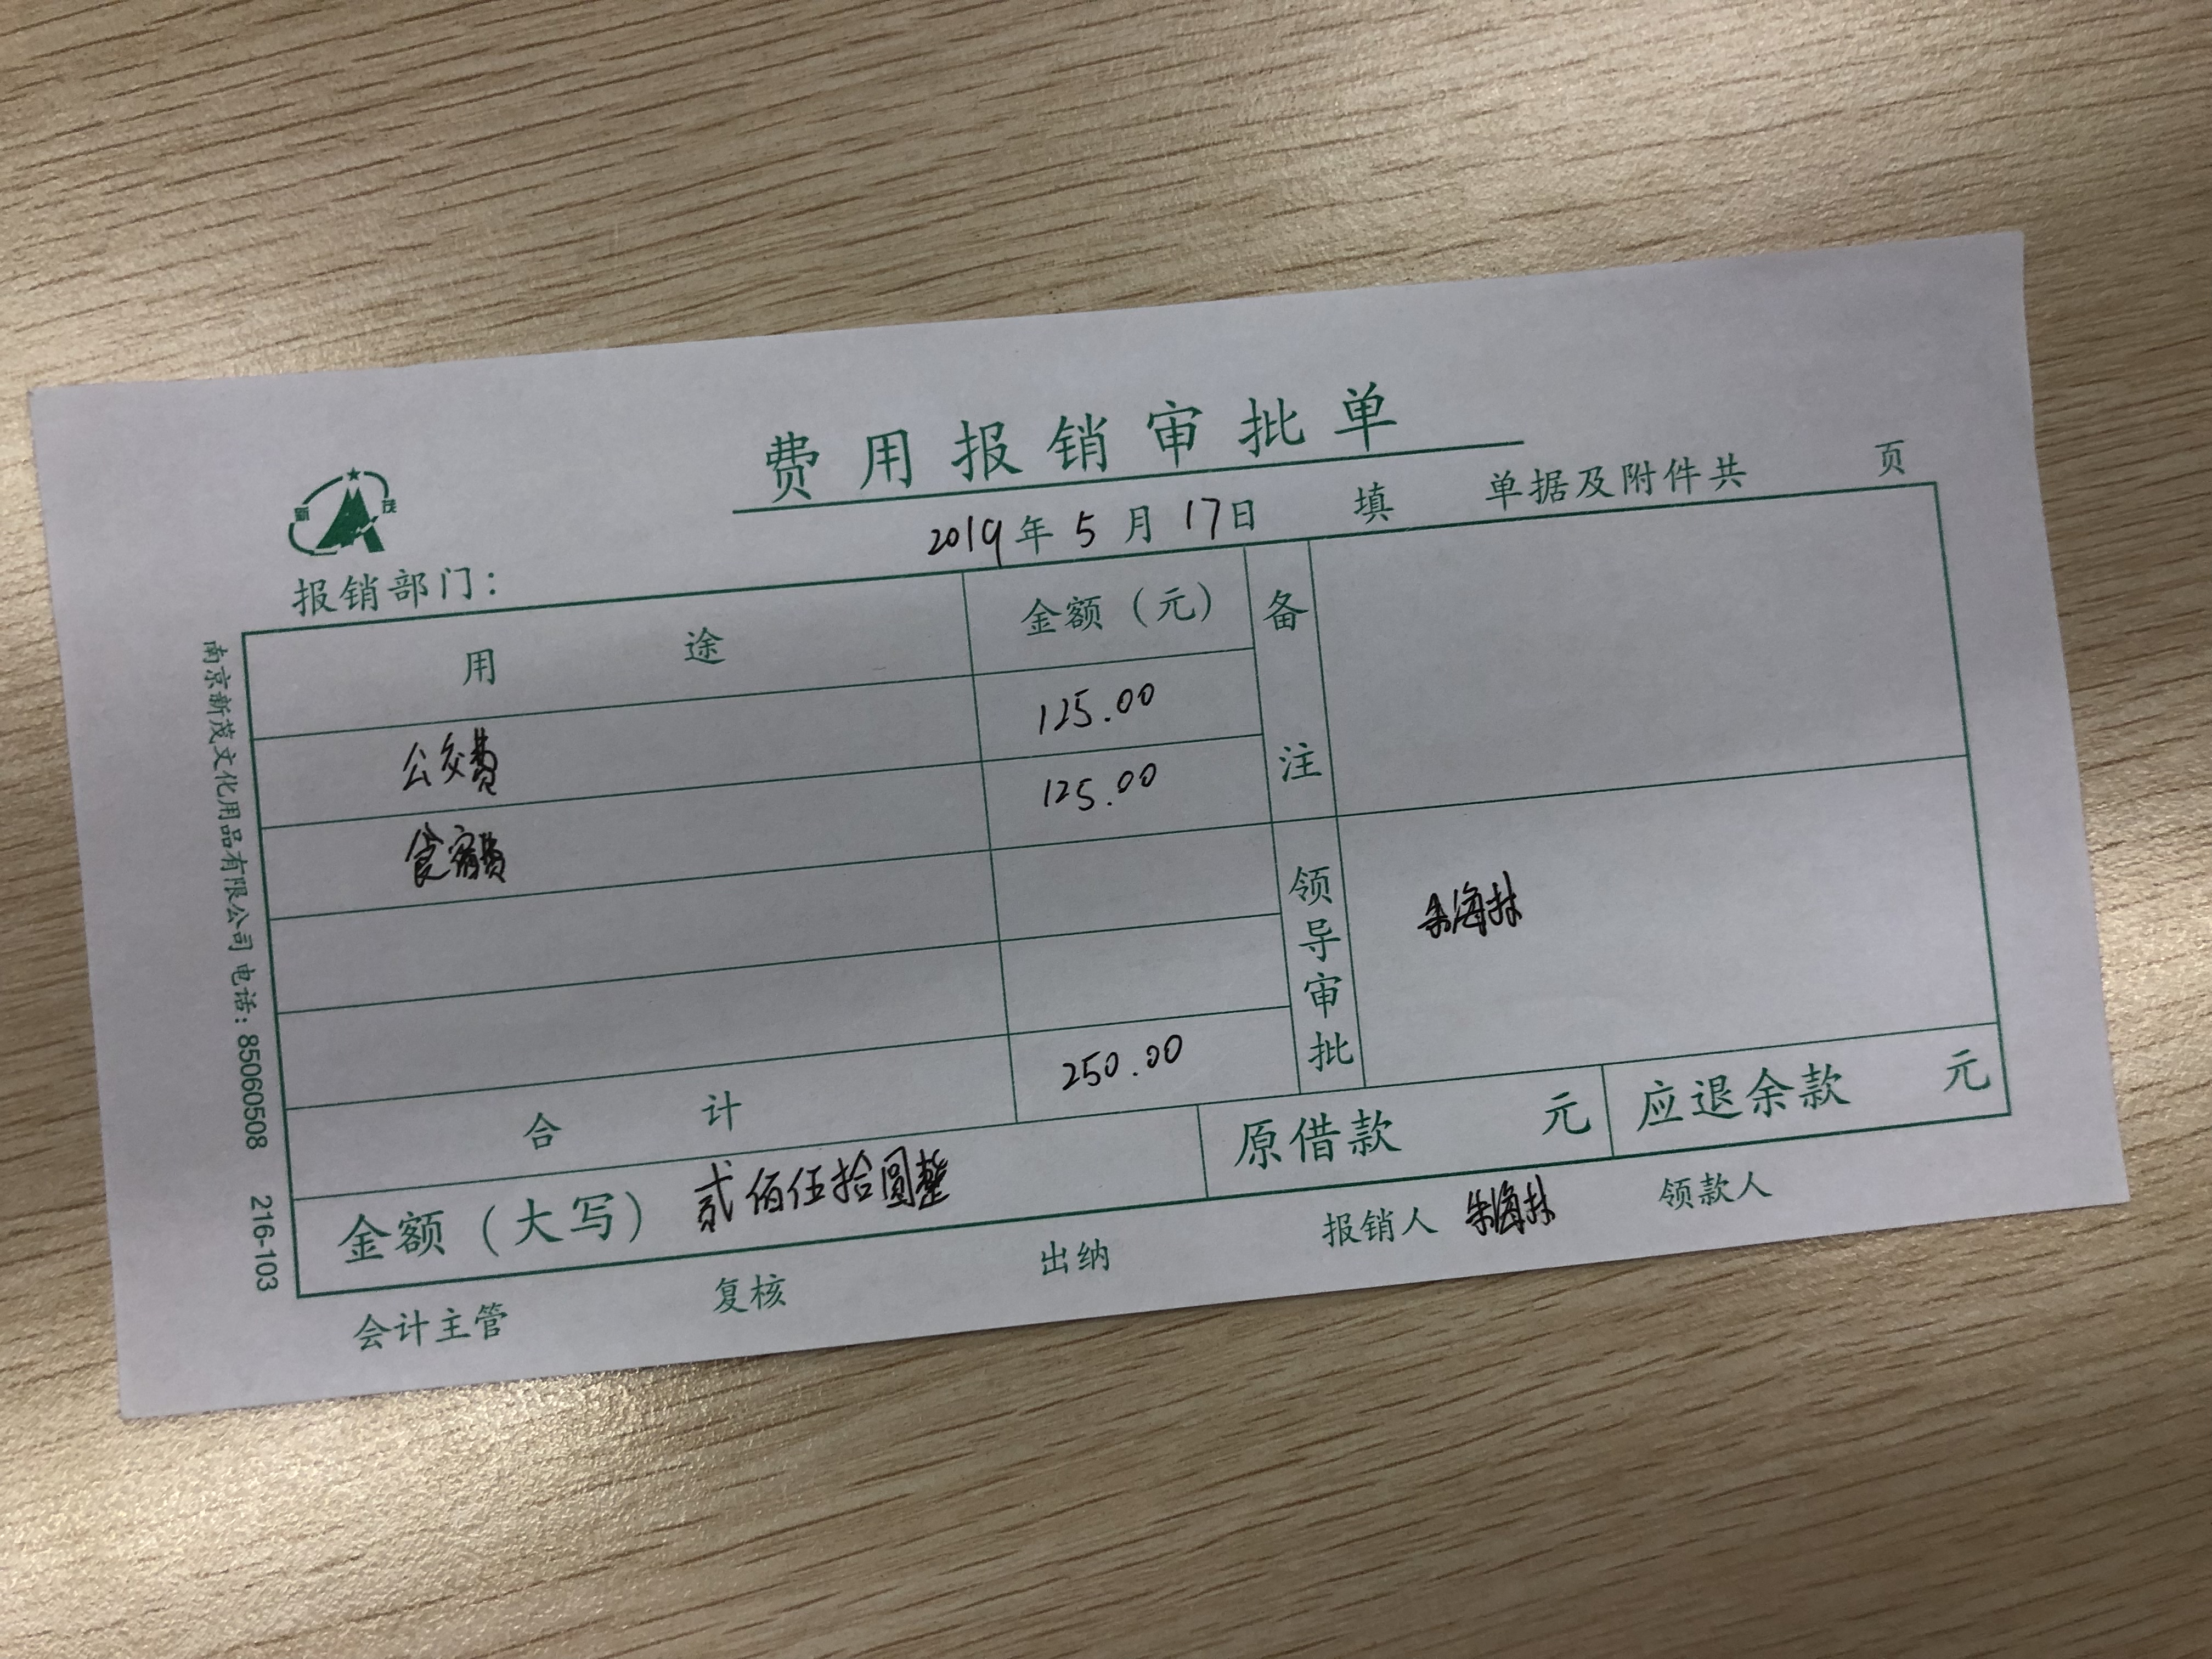 费用报销审批单
报销部门： 2019年5月17日 填 单据及附件共 页
用途 金额（元） 备注
公交费 125.00
125.00
领导审批
合计 250.00
金额（大写） 贰佰伍拾圆整 原借款 元 应退余款 元
会计主管 复核 出纳 报销人 领款人
南京新茂文化用品有限公司 电话：85060508 216-103